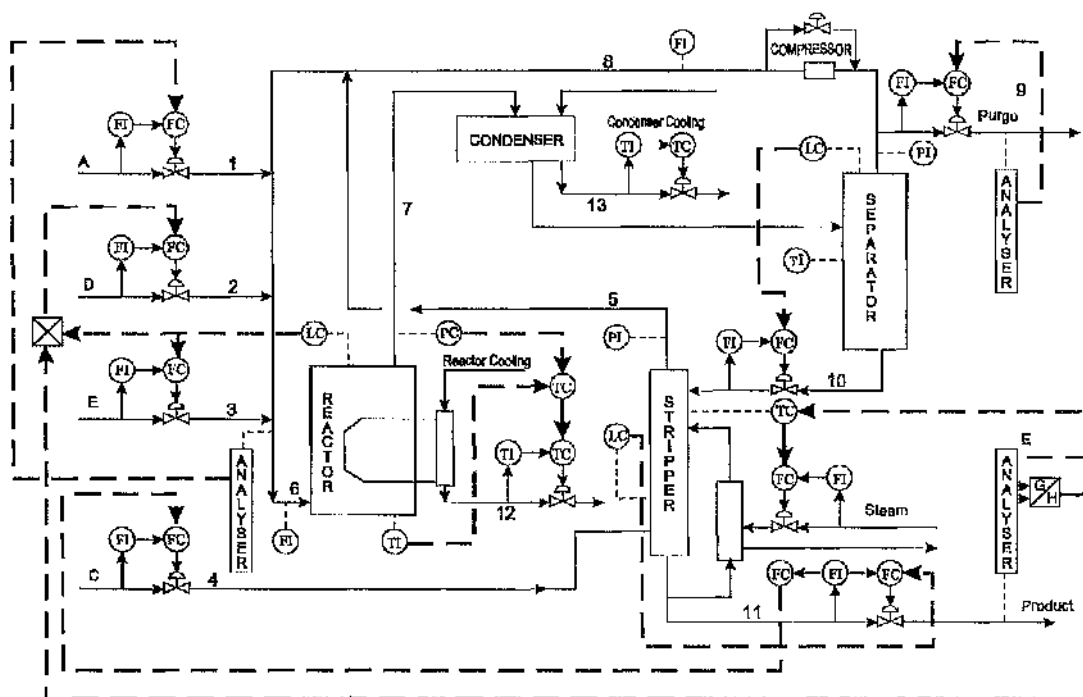 COMPRESSOR
8
FI
FI
FC
9
Purgo
FI
FC
A
1
CONDENSER
Condenser Cooling
TI
TC
13
LC
PI
SEPARATOR
ANALYSER
7
FI
FC
D
2
TI
5
LC
PC
PI
FI
FC
10
Reactor Cooling
FI
FC
E
3
REACTOR
TC
STRIPPER
TC
LC
TI
TC
E
ANALYSER
G/H
ANALYSER
6
12
FC
FI
Steam
FI
TI
FI
FC
C
4
FC
FI
FC
11
Product